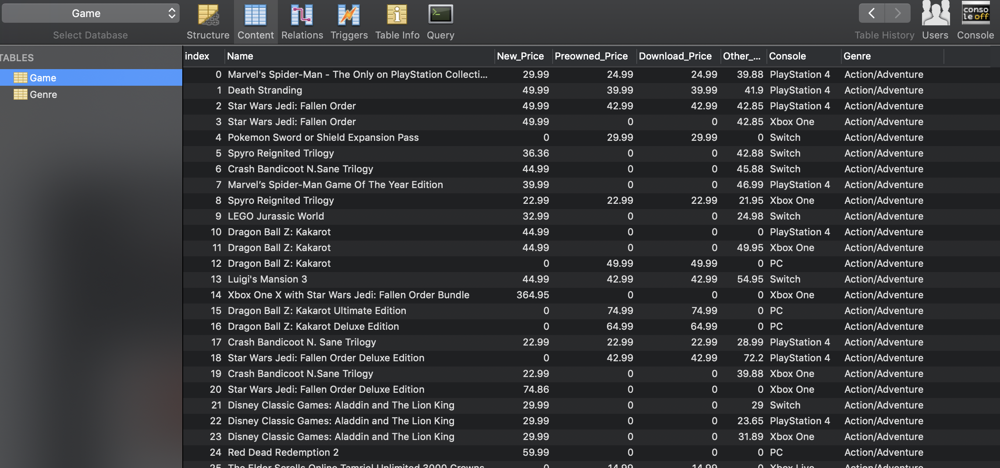 Game
Select Database
Structure Content Relations Triggers Table Info Query
Table History Users Console
conso
le off
TABLES
Game
Genre
index Name New_Price Preowned_Price Download_Price Other_... Console Genre
0 Marvel's Spider-Man - The Only on PlayStation Collecti... 29.99 24.99 24.99 39.88 PlayStation 4 Action/Adventure
1 Death Stranding 49.99 39.99 39.99 41.9 PlayStation 4 Action/Adventure
2 Star Wars Jedi: Fallen Order 49.99 42.99 42.99 42.85 PlayStation 4 Action/Adventure
3 Star Wars Jedi: Fallen Order 49.99 0 0 42.85 Xbox One Action/Adventure
4 Pokemon Sword or Shield Expansion Pass 0 29.99 29.99 0 Switch Action/Adventure
5 Spyro Reignited Trilogy 36.36 0 0 42.88 Switch Action/Adventure
6 Crash Bandicoot N.Sane Trilogy 44.99 0 0 45.88 Switch Action/Adventure
7 Marvel’s Spider-Man Game Of The Year Edition 39.99 0 0 46.99 PlayStation 4 Action/Adventure
8 Spyro Reignited Trilogy 22.99 22.99 22.99 21.95 Xbox One Action/Adventure
9 LEGO Jurassic World 32.99 0 0 24.98 Switch Action/Adventure
10 Dragon Ball Z: Kakarot 44.99 0 0 0 PlayStation 4 Action/Adventure
11 Dragon Ball Z: Kakarot 44.99 0 0 49.95 Xbox One Action/Adventure
12 Dragon Ball Z: Kakarot 0 49.99 49.99 0 PC Action/Adventure
13 Luigi's Mansion 3 44.99 42.99 42.99 54.95 Switch Action/Adventure
14 Xbox One X with Star Wars Jedi: Fallen Order Bundle 364.95 0 0 0 Xbox One Action/Adventure
15 Dragon Ball Z: Kakarot Ultimate Edition 0 74.99 74.99 0 PC Action/Adventure
16 Dragon Ball Z: Kakarot Deluxe Edition 0 64.99 64.99 0 PC Action/Adventure
17 Crash Bandicoot N. Sane Trilogy 22.99 22.99 22.99 28.99 PlayStation 4 Action/Adventure
18 Star Wars Jedi: Fallen Order Deluxe Edition 0 42.99 42.99 72.2 PlayStation 4 Action/Adventure
19 Crash Bandicoot N.Sane Trilogy 22.99 0 0 39.88 Xbox One Action/Adventure
20 Star Wars Jedi: Fallen Order Deluxe Edition 74.86 0 0 0 Xbox One Action/Adventure
21 Disney Classic Games: Aladdin and The Lion King 29.99 0 0 29 Switch Action/Adventure
22 Disney Classic Games: Aladdin and The Lion King 29.99 0 0 23.65 PlayStation 4 Action/Adventure
23 Disney Classic Games: Aladdin and The Lion King 29.99 0 0 31.89 Xbox One Action/Adventure
24 Red Dead Redemption 2 59.99 0 0 0 PC Action/Adventure
25 The Elder Scrolls Online Tamriel Unlimited 3000 Crowns 0 14.99 14.99 0 Xbox Live Action/Adventure